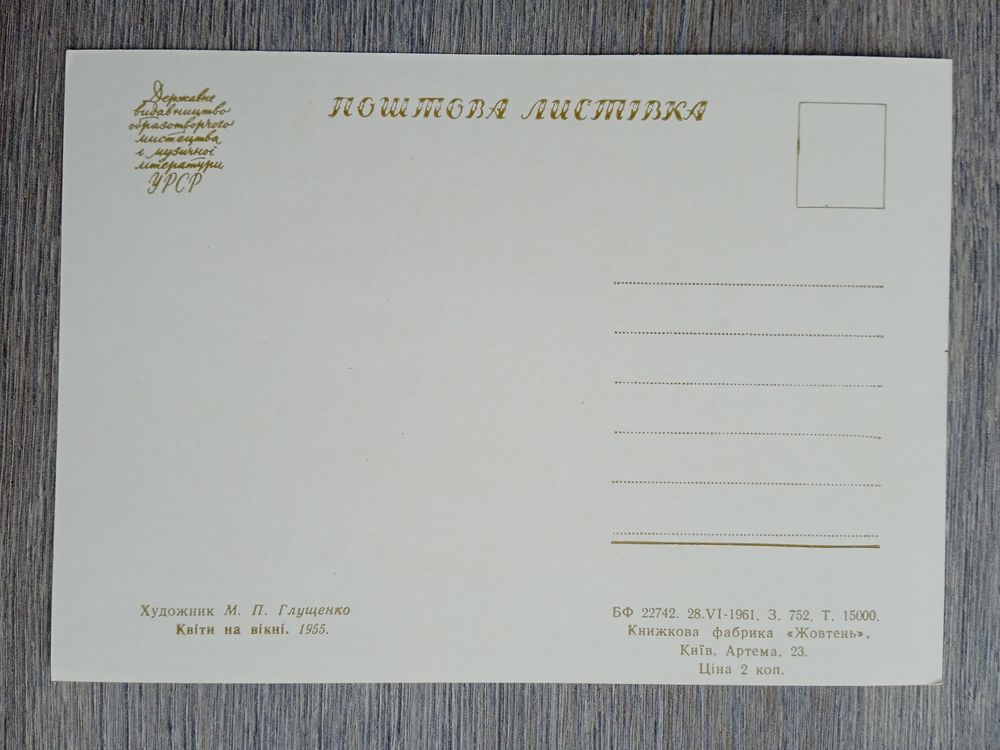 Державне
видавництво
образотворчого
мистецтва
і музичної
літератури
УРСР
ПОШТОВА ЛИСТІВКА
Художник М. П. Глущенко
Квіти на вікні. 1955.
БФ 22742. 28.VI-1961. З. 752. Т. 15000.
Книжкова фабрика «Жовтень».
Київ, Артема, 23.
Ціна 2 коп.